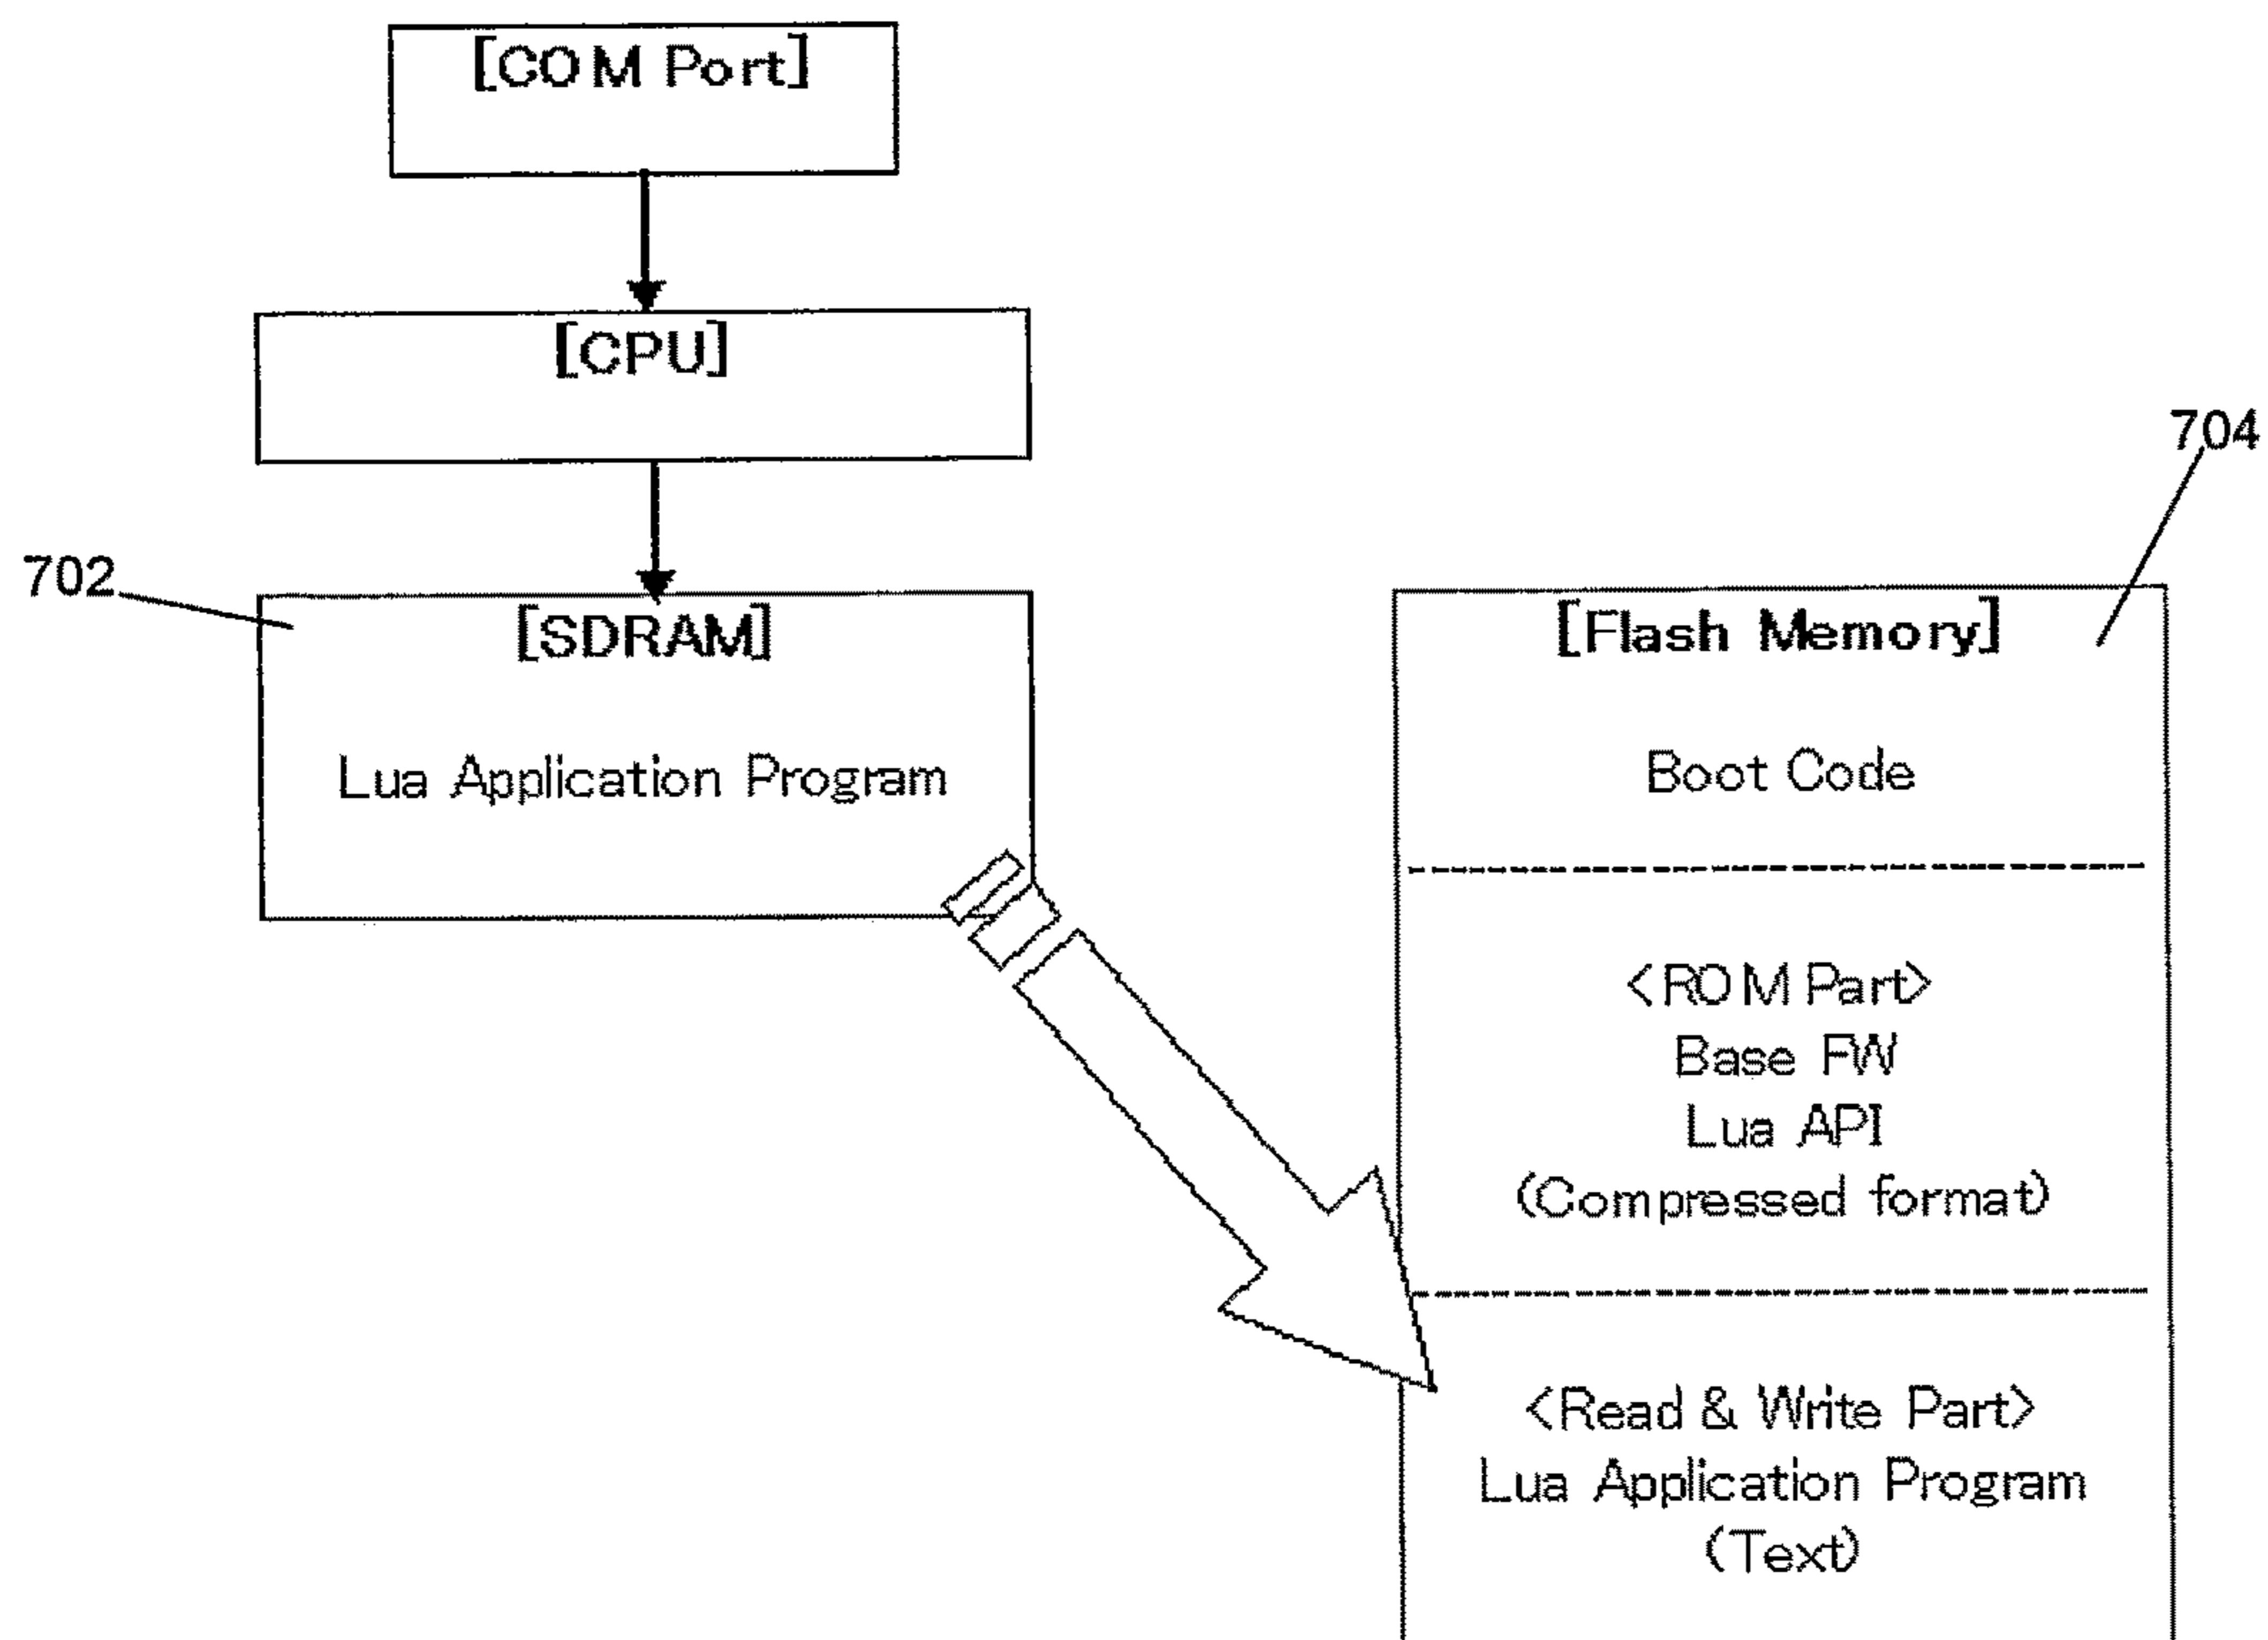 [COM Port]
[CPU]
704
702
[SDRAM]
Lua Application Program
[Flash Memory]
Boot Code
<ROM Part>
Base FW
Lua API
(Compressed format)
<Read & Write Part>
Lua Application Program
(Text)